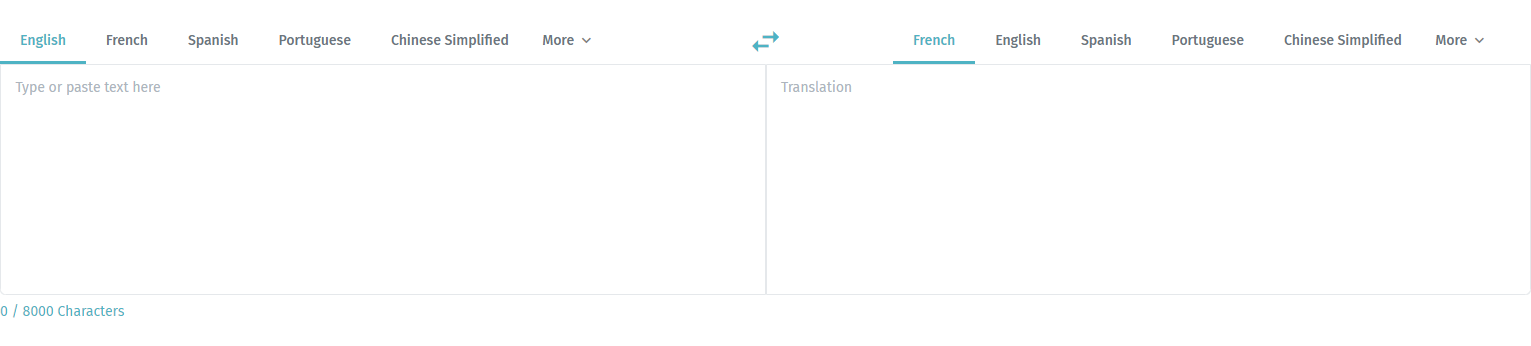 English French Spanish Portuguese Chinese Simplified More French English Spanish Portuguese Chinese Simplified More
Type or paste text here
Translation
0 / 8000 Characters